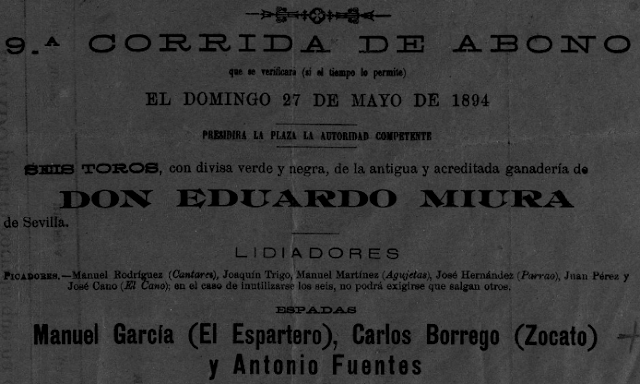 9.ᴬ CORRIDA DE ABONO
que se verificará (si el tiempo lo permite)
EL DOMINGO 27 DE MAYO DE 1894
PRESIDIRA LA PLAZA LA AUTORIDAD COMPETENTE
SEIS TOROS, con divisa verde y negra, de la antigua y acreditada ganadería de
DON EDUARDO MIURA
de Sevilla.
LIDIADORES
PICADORES.—Manuel Rodríguez (Cantares), Joaquín Trigo, Manuel Martínez (Agujetas), José Hernández (Parrao), Juan Pérez y
José Cano (El Cano); en el caso de inutilizarse los seis, no podrá exigirse que salgan otros.
ESPADAS
Manuel García (El Espartero), Carlos Borrego (Zocato)
y Antonio Fuentes